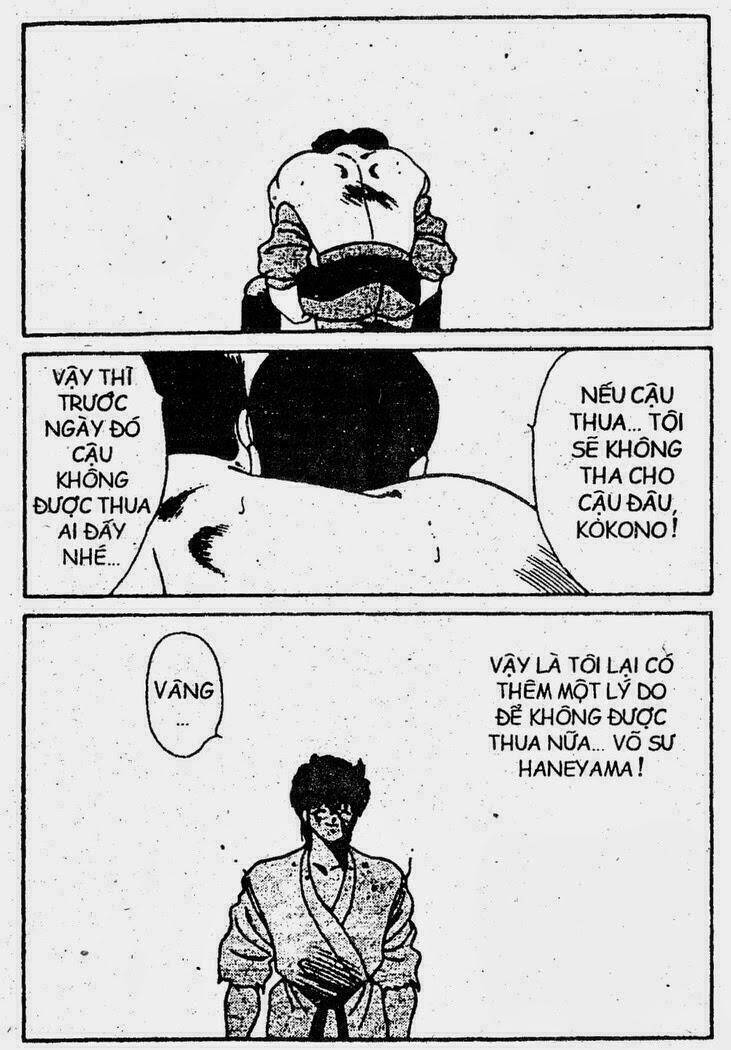 VẬY THÌ
TRƯỚC
NGÀY ĐÓ
CẬU
KHÔNG
ĐƯỢC THUA
AI ĐẤY
NHÉ...
NẾU CẬU
THUA... TÔI
SẼ KHÔNG
THA CHO
CẬU ĐÂU,
KÔKONO!
VÂNG
...
VẬY LÀ TÔI LẠI CÓ
THÊM MỘT LÝ DO
ĐỂ KHÔNG ĐƯỢC
THUA NỮA... VÕ SƯ
HANEYAMA!